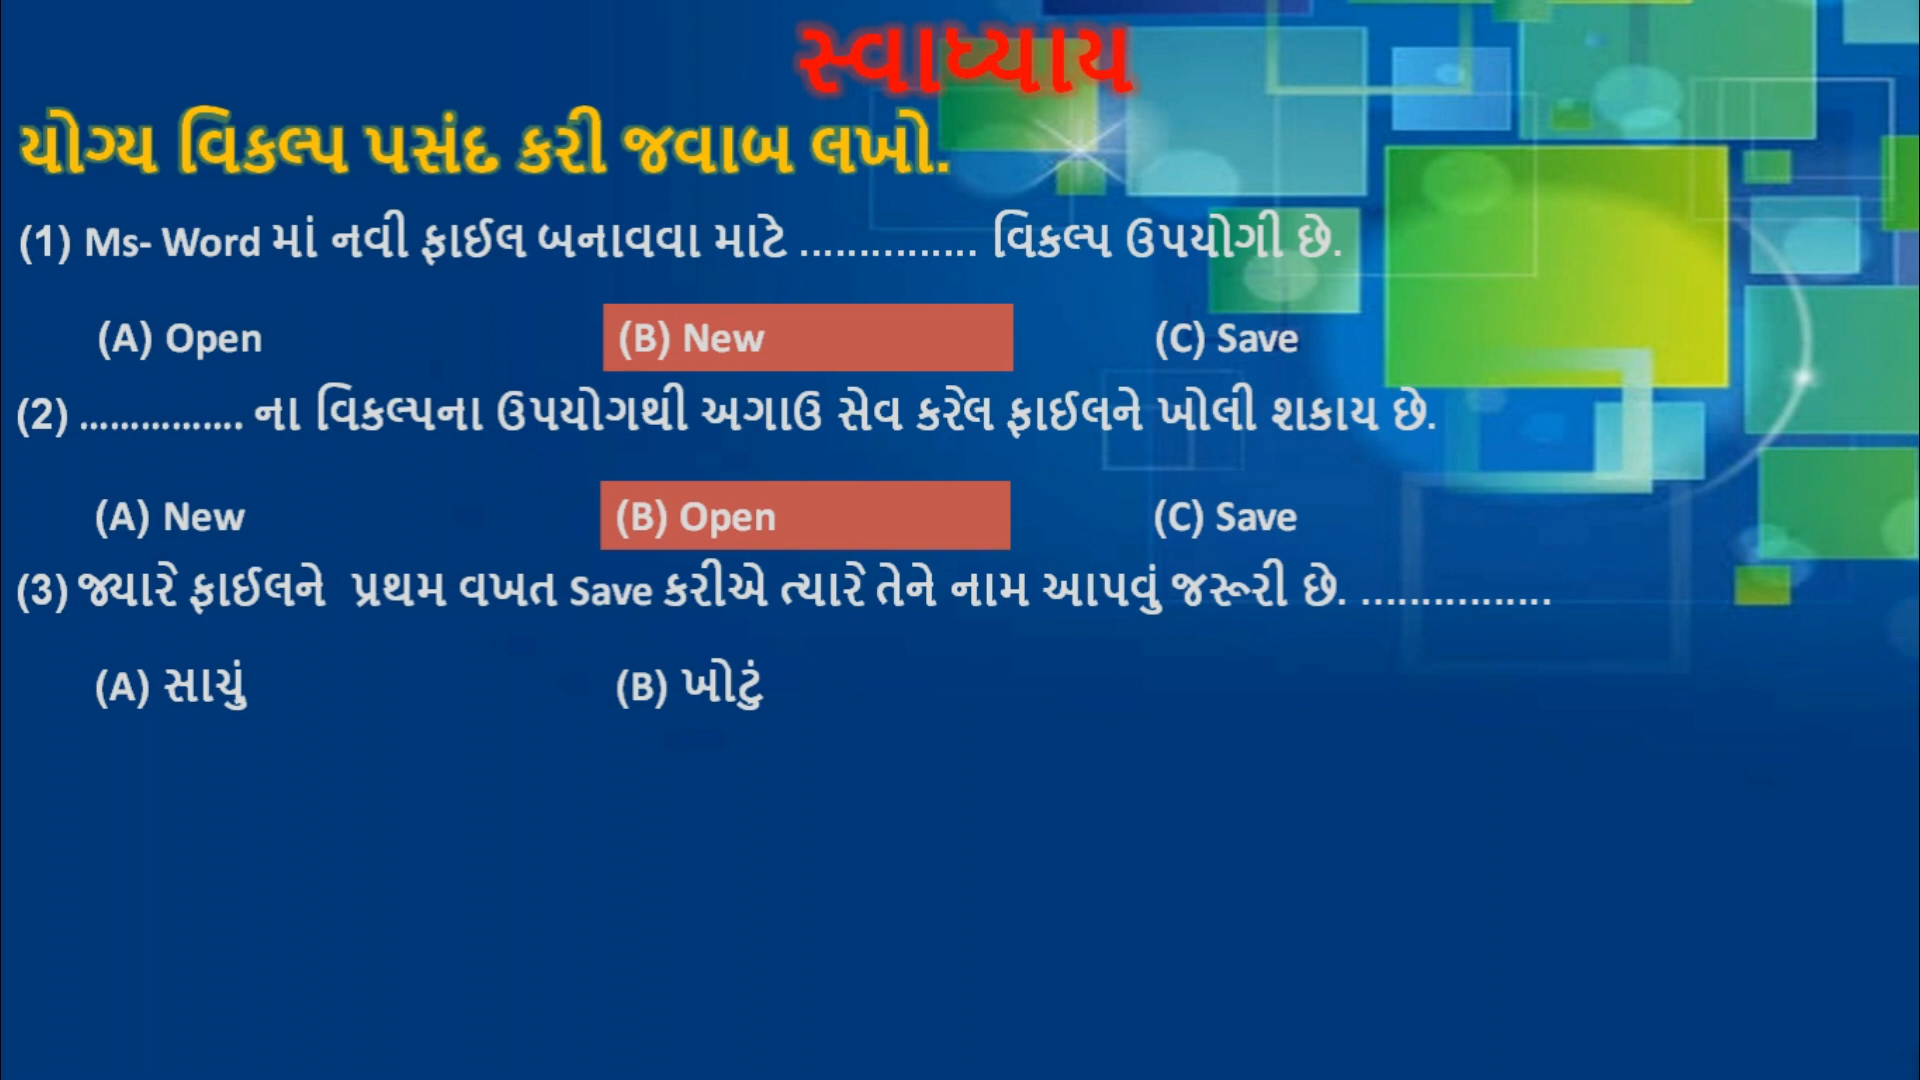 સ્વાધ્યાય
યોગ્ય વિકલ્પ પસંદ કરી જવાબ લખો.
(1) Ms- Word માં નવી ફાઈલ બનાવવા માટે ............... વિકલ્પ ઉપયોગી છે.
(A) Open (B) New (C) Save
(2) ............... ના વિકલ્પના ઉપયોગથી અગાઉ સેવ કરેલ ફાઈલને ખોલી શકાય છે.
(A) New (B) Open (C) Save
(3) જ્યારે ફાઈલને પ્રથમ વખત Save કરીએ ત્યારે તેને નામ આપવું જરૂરી છે. ................
(A) સાચું (B) ખોટું